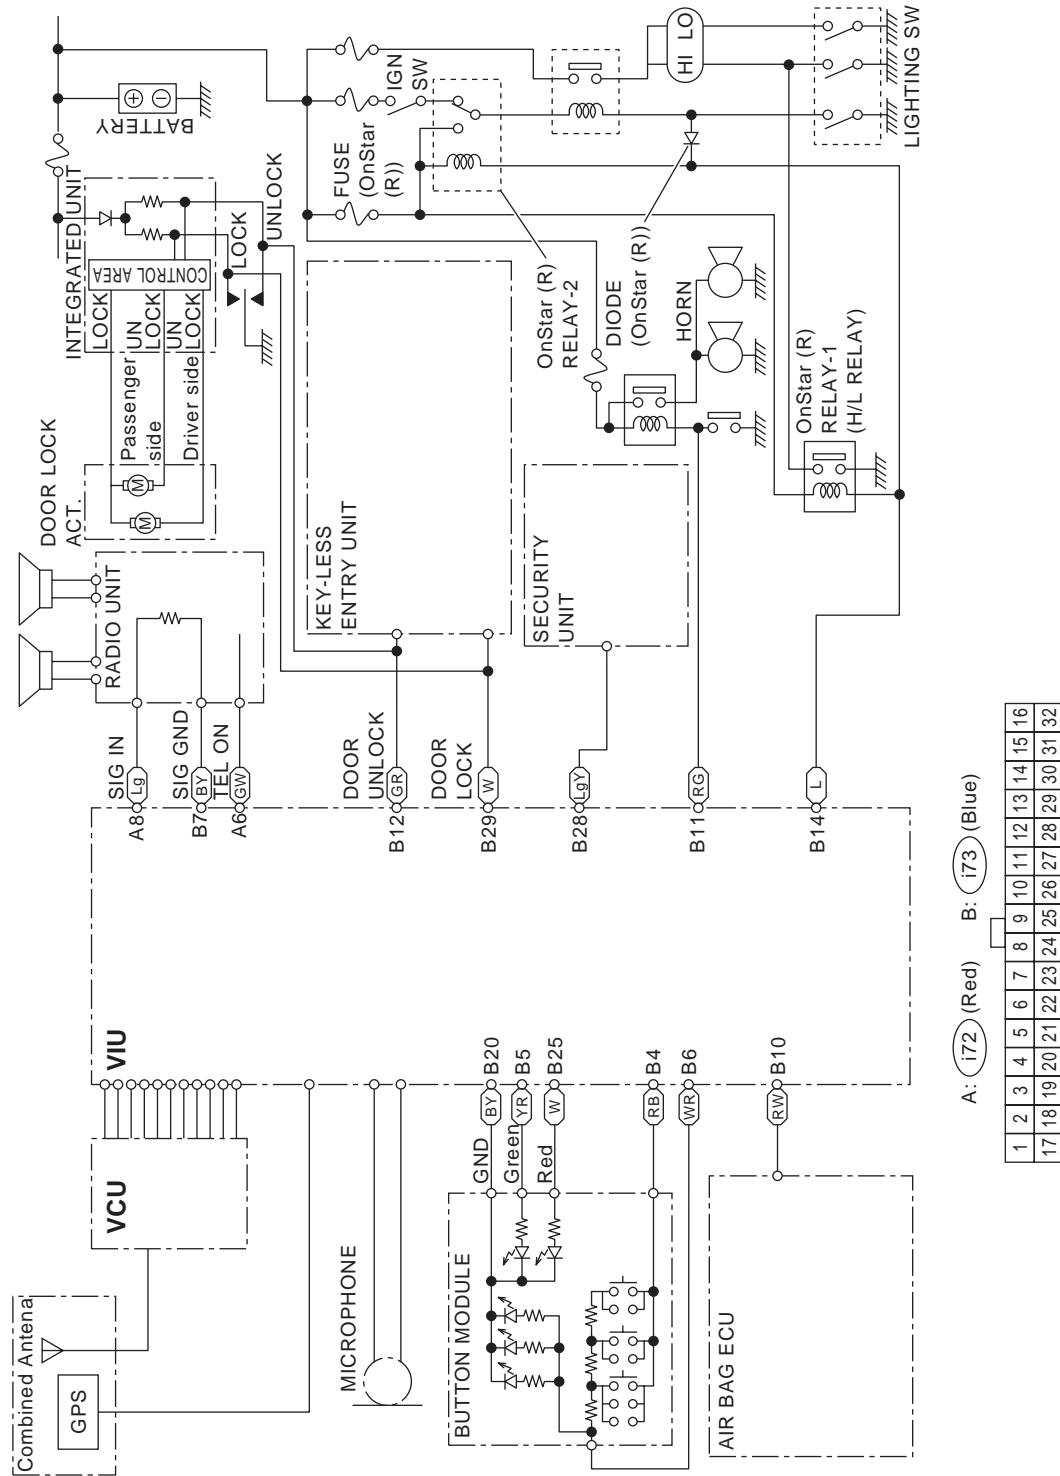 BATTERY
INTEGRATED UNIT
CONTROL AREA
LOCK
UN
LOCK
UN
LOCK
LOCK
UNLOCK
Passenger
side
Driver side
DOOR LOCK
ACT.
M
M
RADIO UNIT
SIG IN
Lg
A8
SIG GND
BY
B7
TEL ON
GW
A6
IGN
SW
FUSE
(OnStar
(R))
HI LO
LIGHTING SW
OnStar (R)
RELAY-2
DIODE
(OnStar (R))
HORN
OnStar (R)
RELAY-1
(H/L RELAY)
KEY-LESS
ENTRY UNIT
SECURITY
UNIT
DOOR
UNLOCK
GR
B12
DOOR
LOCK
W
B29
LgY
B28
RG
B11
L
B14
VIU
VCU
Combined Antena
GPS
MICROPHONE
GND
BY
B20
Green
YR
B5
Red
W
B25
RB
B4
WR
B6
RW
B10
BUTTON MODULE
AIR BAG ECU
A: i72 (Red)
B: i73 (Blue)
1 2 3 4 5 6 7 8 9 10 11 12 13 14 15 16
17 18 19 20 21 22 23 24 25 26 27 28 29 30 31 32